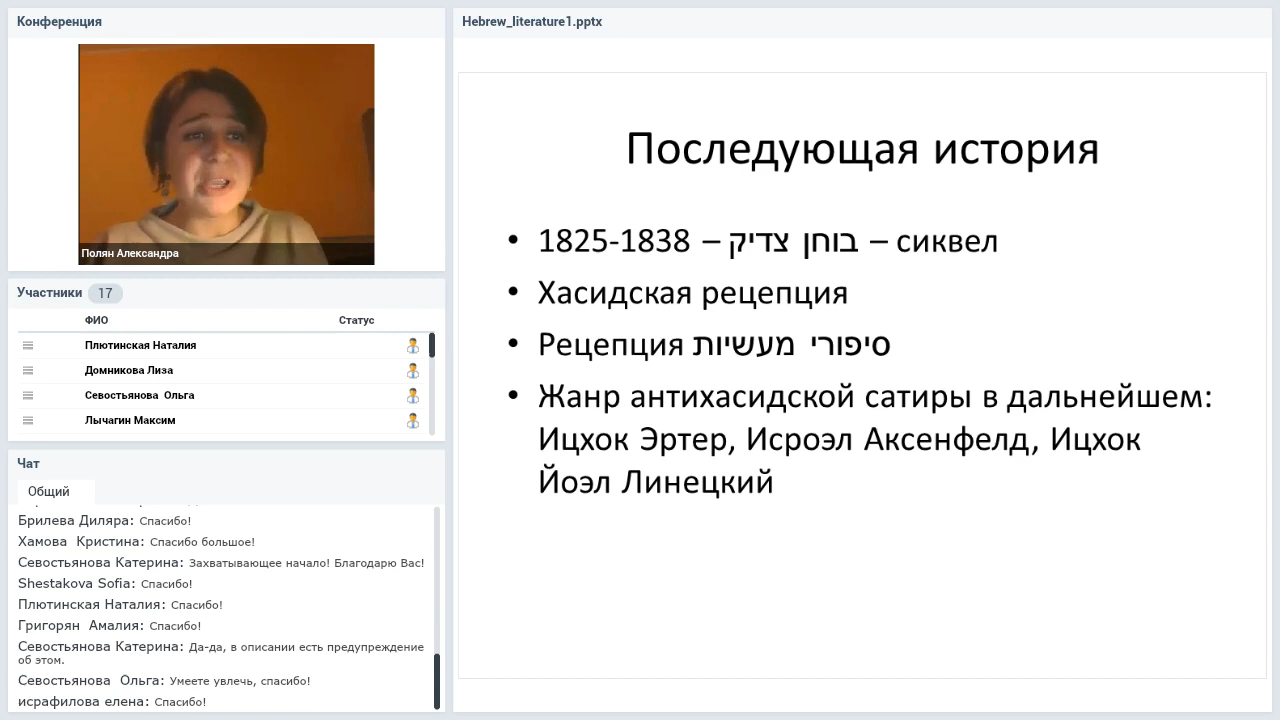 Конференция
Полян Александра
Участники 17
ФИО Статус
Плютинская Наталия
Домникова Лиза
Севостьянова Ольга
Лычагин Максим
Чат
Общий
Брилева Диляра: Спасибо!
Хамова Кристина: Спасибо большое!
Севостьянова Катерина: Захватывающее начало! Благодарю Вас!
Shestakova Sofia: Спасибо!
Плютинская Наталия: Спасибо!
Григорян Амалия: Спасибо!
Севостьянова Катерина: Да-да, в описании есть предупреждение
об этом.
Севостьянова Ольга: Умеете увлечь, спасибо!
исрафилова елена: Спасибо!
Hebrew_literature1.pptx
Последующая история
• 1825-1838 – בוחן צדיק – сиквел
• Хасидская рецепция
• Рецепция סיפורי מעשיות
• Жанр антихасидской сатиры в дальнейшем:
Ицхок Эртер, Исроэл Аксенфелд, Ицхок
Йоэл Линецкий